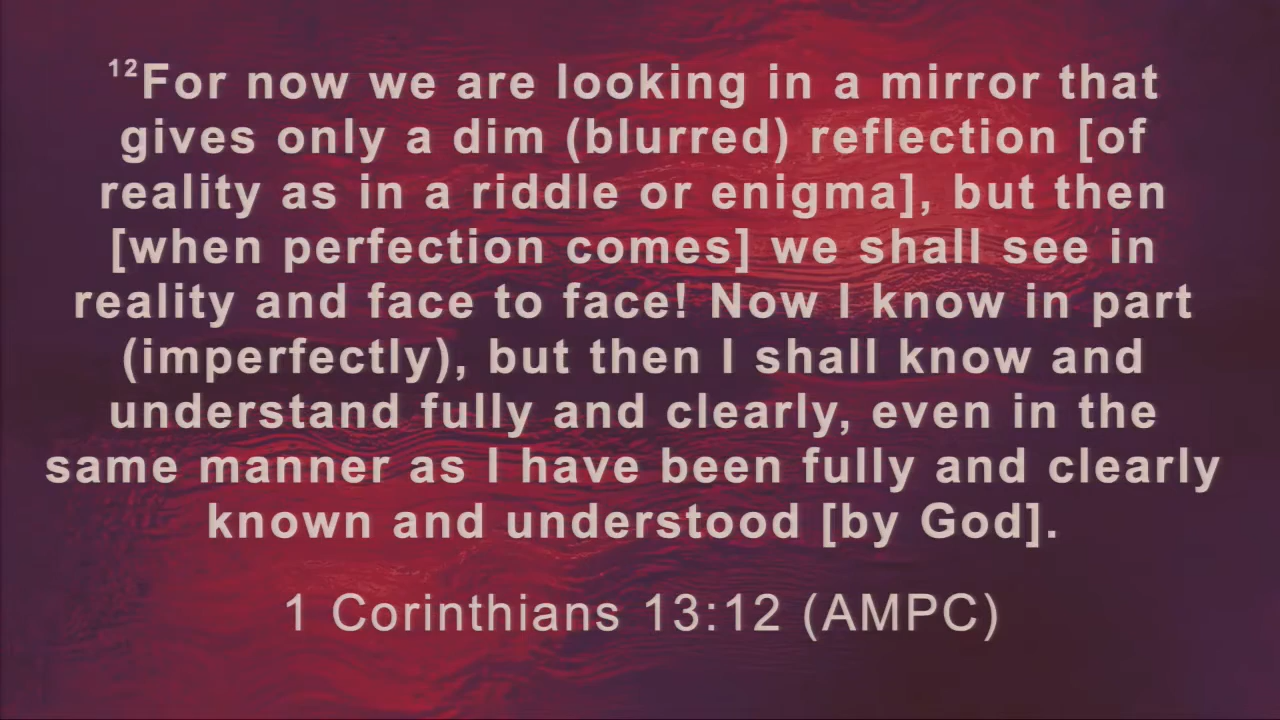 ¹²For now we are looking in a mirror that
gives only a dim (blurred) reflection [of
reality as in a riddle or enigma], but then
[when perfection comes] we shall see in
reality and face to face! Now I know in part
(imperfectly), but then I shall know and
understand fully and clearly, even in the
same manner as I have been fully and clearly
known and understood [by God].
1 Corinthians 13:12 (AMPC)